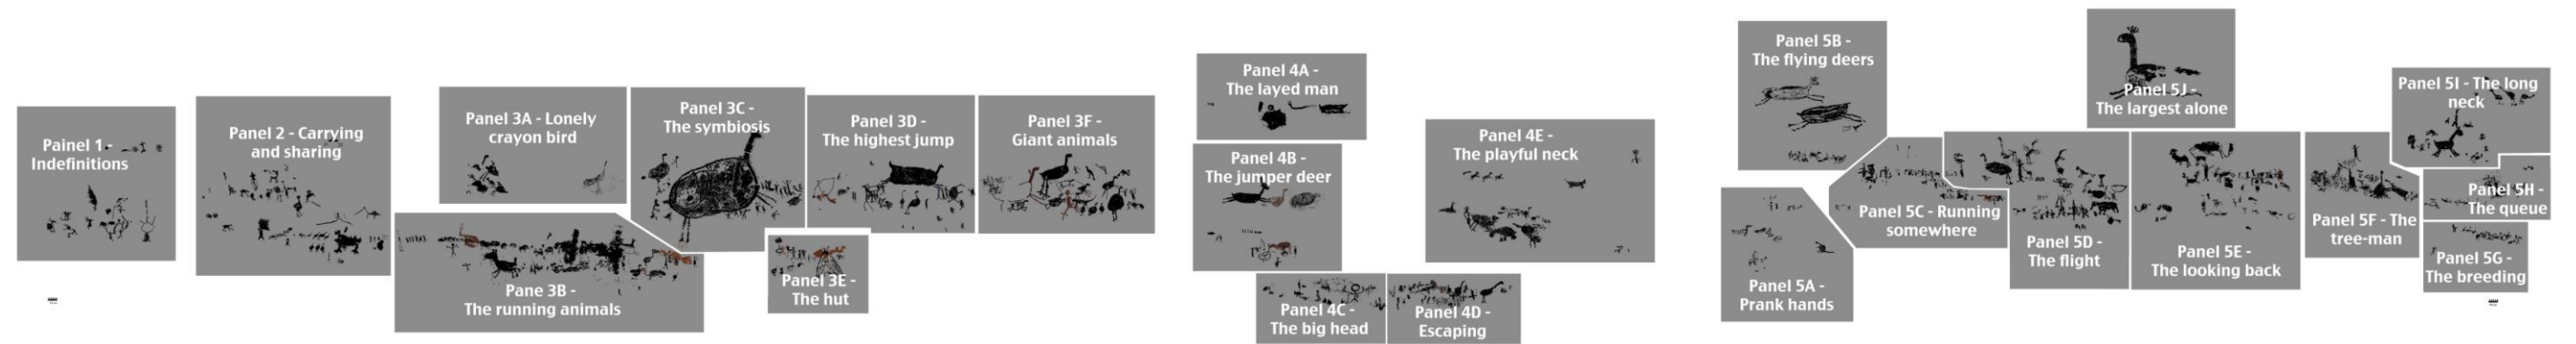 Painel 1-
Indefinitions
Panel 2 - Carrying
and sharing
Panel 3A - Lonely
crayon bird
Pane 3B -
The running animals
Panel 3C -
The symbiosis
Panel 3D -
The highest jump
Panel 3E -
The hut
Panel 3F -
Giant animals
Panel 4A -
The layed man
Panel 4B -
The jumper deer
Panel 4C -
The big head
Panel 4D -
Escaping
Panel 4E -
The playful neck
Panel 5A -
Prank hands
Panel 5B -
The flying deers
Panel 5C - Running
somewhere
Panel 5D -
The flight
Panel 5E -
The looking back
Panel 5F - The
tree-man
Panel 5G -
The breeding
Panel 5H -
The queue
Panel 5I - The long
neck
Panel 5J -
The largest alone